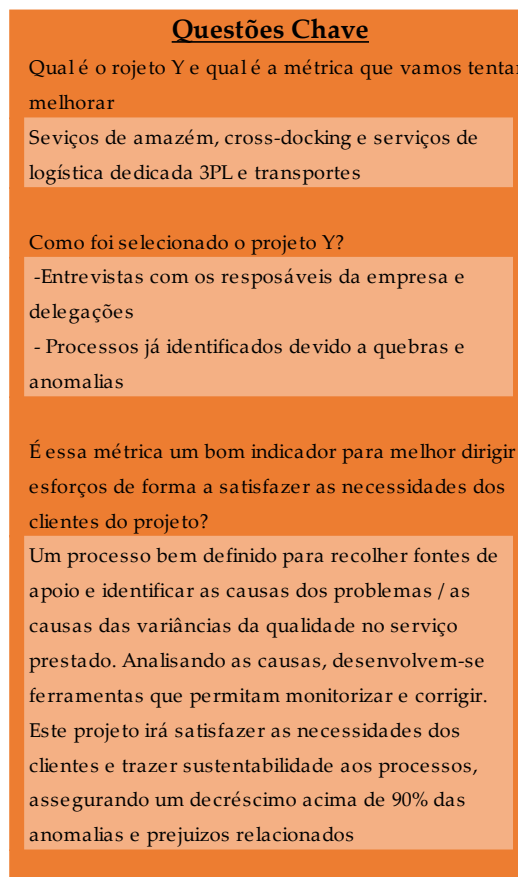 Questões Chave
Qual é o rojeto Y e qual é a métrica que vamos tentar
melhorar
Seviços de amazém, cross-docking e serviços de
logística dedicada 3PL e transportes
Como foi selecionado o projeto Y?
-Entrevistas com os resposáveis da empresa e
delegações
- Processos já identificados devido a quebras e
anomalias
É essa métrica um bom indicador para melhor dirigir
esforços de forma a satisfazer as necessidades dos
clientes do projeto?
Um processo bem definido para recolher fontes de
apoio e identificar as causas dos problemas / as
causas das variâncias da qualidade no serviço
prestado. Analisando as causas, desenvolvem-se
ferramentas que permitam monitorizar e corrigir.
Este projeto irá satisfazer as necessidades dos
clientes e trazer sustentabilidade aos processos,
assegurando um decréscimo acima de 90% das
anomalias e prejuizos relacionados